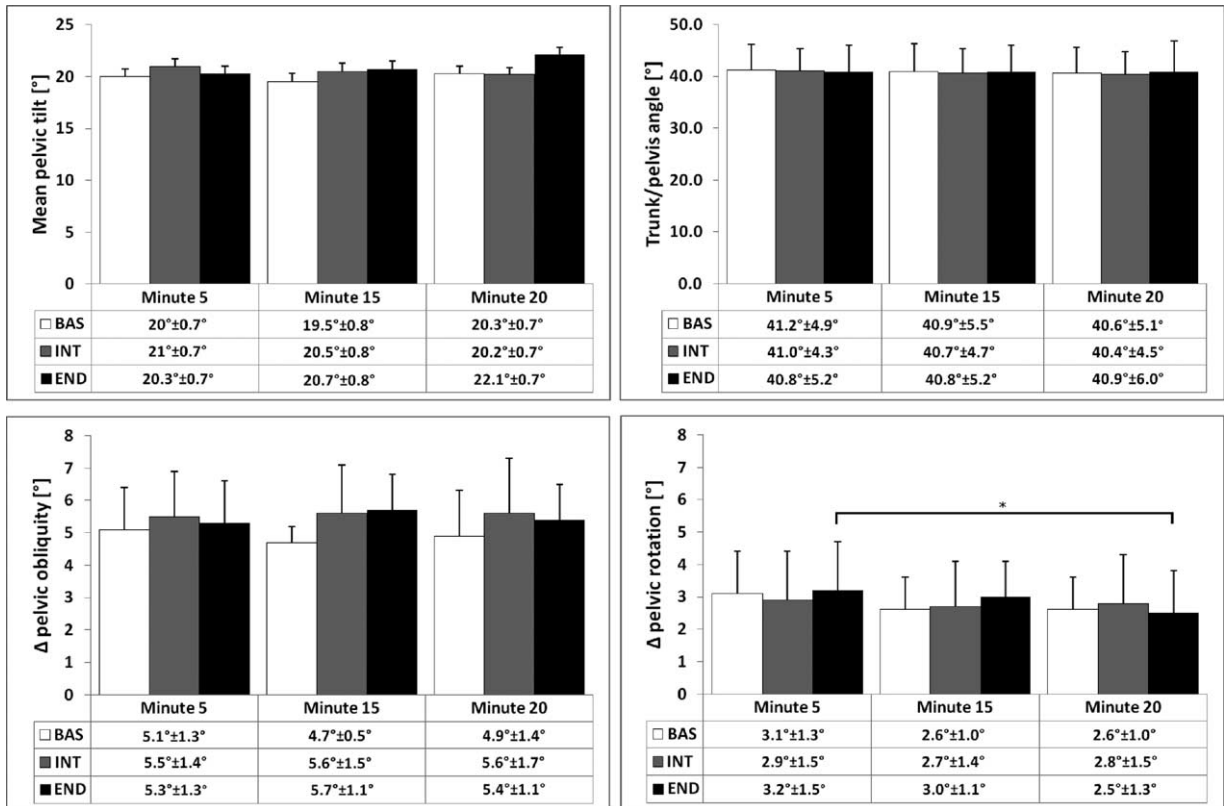 Mean pelvic tilt [°]
25
20
15
10
5
0
Minute 5 Minute 15 Minute 20
BAS 20°±0.7° 19.5°±0.8° 20.3°±0.7°
INT 21°±0.7° 20.5°±0.8° 20.2°±0.7°
END 20.3°±0.7° 20.7°±0.8° 22.1°±0.7°
Trunk/pelvis angle [°]
50.0
40.0
30.0
20.0
10.0
0.0
Minute 5 Minute 15 Minute 20
BAS 41.2°±4.9° 40.9°±5.5° 40.6°±5.1°
INT 41.0°±4.3° 40.7°±4.7° 40.4°±4.5°
END 40.8°±5.2° 40.8°±5.2° 40.9°±6.0°
Δ pelvic obliquity [°]
8
7
6
5
4
3
2
1
0
Minute 5 Minute 15 Minute 20
BAS 5.1°±1.3° 4.7°±0.5° 4.9°±1.4°
INT 5.5°±1.4° 5.6±1.5° 5.6°±1.7°
END 5.3°±1.3° 5.7°±1.1° 5.4°±1.1°
Δ pelvic rotation [°]
8
7
6
5
4
3
2
1
0
*
Minute 5 Minute 15 Minute 20
BAS 3.1°±1.3° 2.6°±1.0° 2.6°±1.0°
INT 2.9°±1.5° 2.7°±1.4° 2.8°±1.5°
END 3.2°±1.5° 3.0°±1.1° 2.5°±1.3°